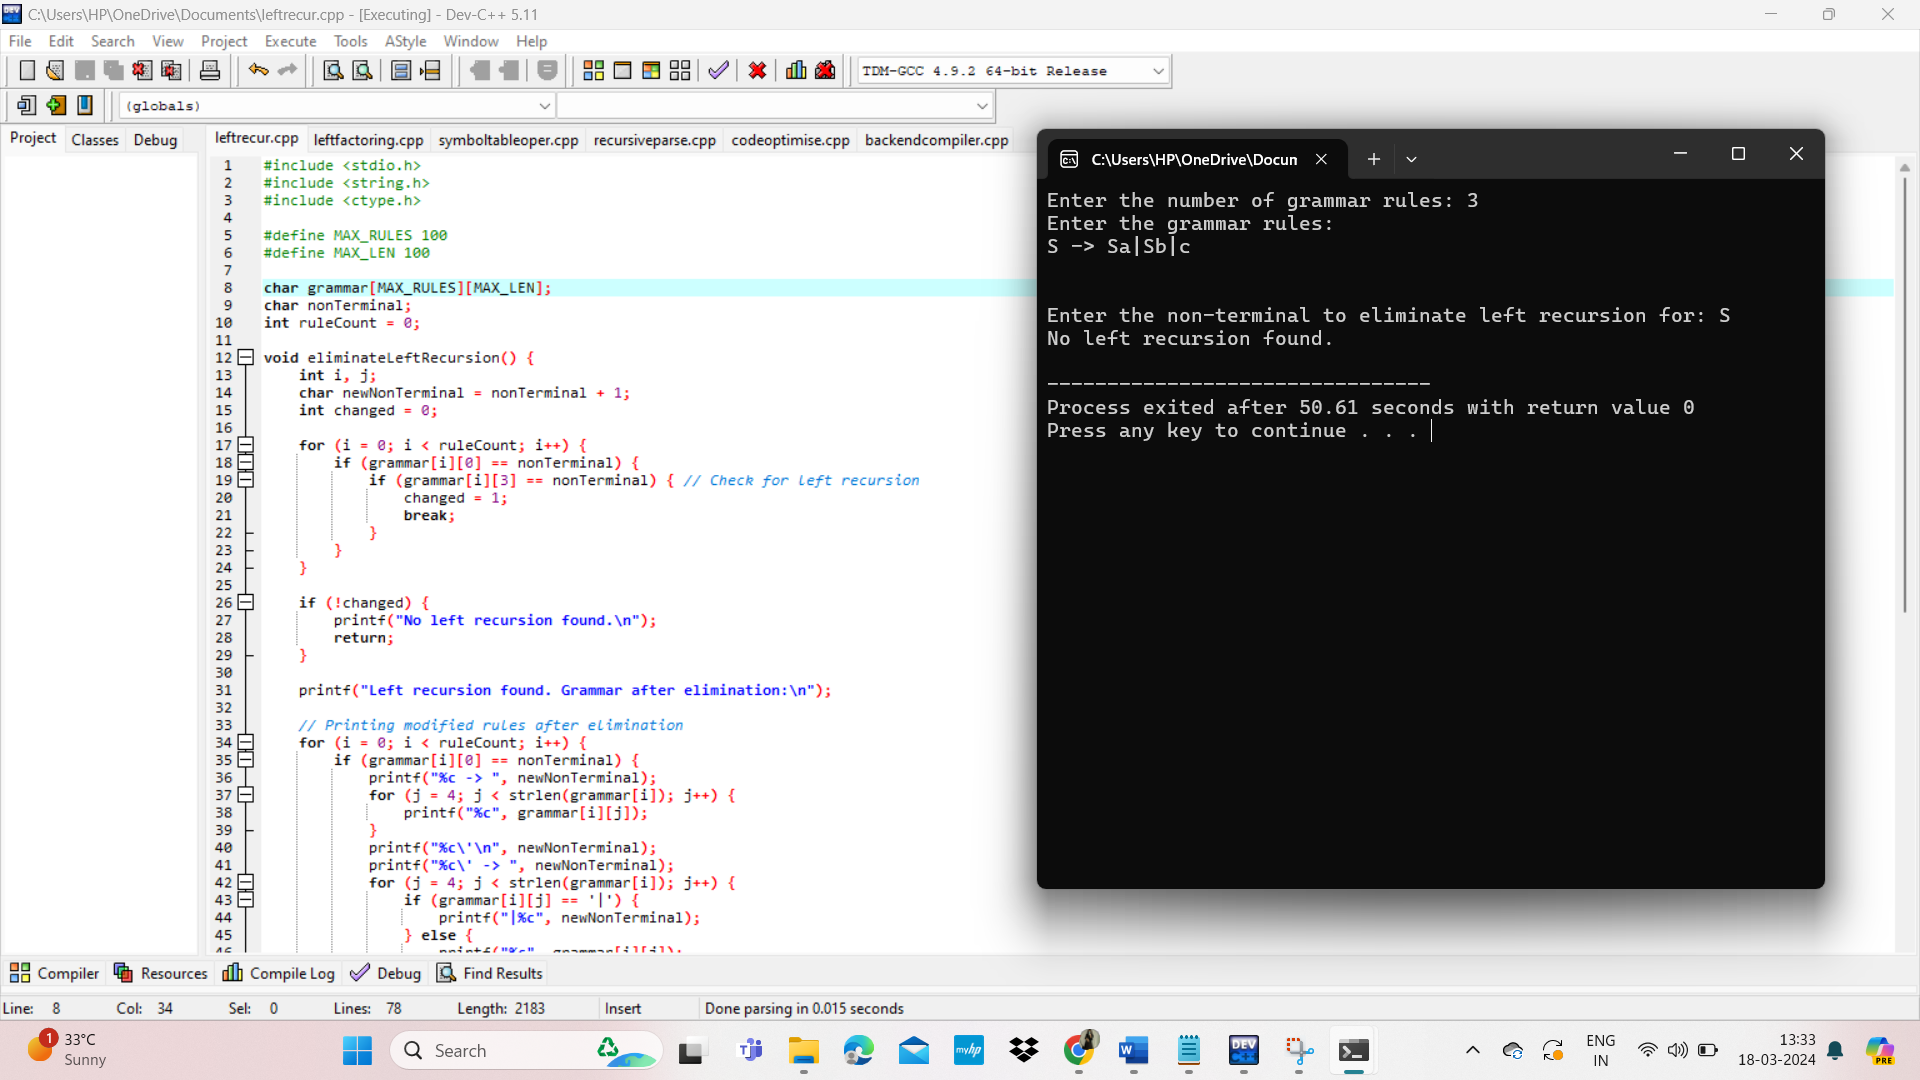 C:\Users\HP\OneDrive\Documents\leftrecur.cpp - [Executing] - Dev-C++ 5.11
File Edit Search View Project Execute Tools AStyle Window Help
TDM-GCC 4.9.2 64-bit Release
(globals)
Project Classes Debug
leftrecur.cpp leftfactoring.cpp symboltableoper.cpp recursiveparse.cpp codeoptimise.cpp backendcompiler.cpp
1 #include <stdio.h>
2 #include <string.h>
3 #include <ctype.h>
4
5 #define MAX_RULES 100
6 #define MAX_LEN 100
7
8 char grammar[MAX_RULES][MAX_LEN];
9 char nonTerminal;
10 int ruleCount = 0;
11
12 void eliminateLeftRecursion() {
13 int i, j;
14 char newNonTerminal = nonTerminal + 1;
15 int changed = 0;
16
17 for (i = 0; i < ruleCount; i++) {
18 if (grammar[i][0] == nonTerminal) {
19 if (grammar[i][3] == nonTerminal) { // Check for left recursion
20 changed = 1;
21 break;
22 }
23 }
24 }
25
26 if (!changed) {
27 printf("No left recursion found.\n");
28 return;
29 }
30
31 printf("Left recursion found. Grammar after elimination:\n");
32
33 // Printing modified rules after elimination
34 for (i = 0; i < ruleCount; i++) {
35 if (grammar[i][0] == nonTerminal) {
36 printf("%c -> ", newNonTerminal);
37 for (j = 4; j < strlen(grammar[i]); j++) {
38 printf("%c", grammar[i][j]);
39 }
40 printf("%c\'\n", newNonTerminal);
41 printf("%c\' -> ", newNonTerminal);
42 for (j = 4; j < strlen(grammar[i]); j++) {
43 if (grammar[i][j] == '|') {
44 printf("|%c", newNonTerminal);
45 } else {
46 printf("%c", grammar[i][j]);
C:\Users\HP\OneDrive\Docun
Enter the number of grammar rules: 3
Enter the grammar rules:
S -> Sa|Sb|c
Enter the non-terminal to eliminate left recursion for: S
No left recursion found.
--------------------------------
Process exited after 50.61 seconds with return value 0
Press any key to continue . . .
Compiler Resources Compile Log Debug Find Results
Line: 8 Col: 34 Sel: 0 Lines: 78 Length: 2183 Insert Done parsing in 0.015 seconds
1
33°C
Sunny
Search
myhp
DEV
ENG
IN
13:33
18-03-2024
PRE